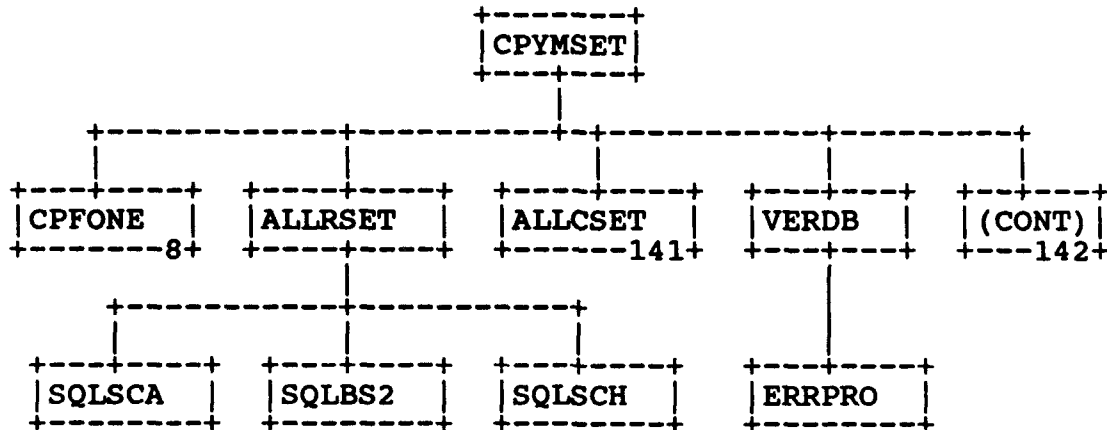 CPYMSET
CPFONE ALLRSET ALLCSET VERDB (CONT)
8 141 142
SQLSCA SQLBS2 SQLSCH ERRPRO